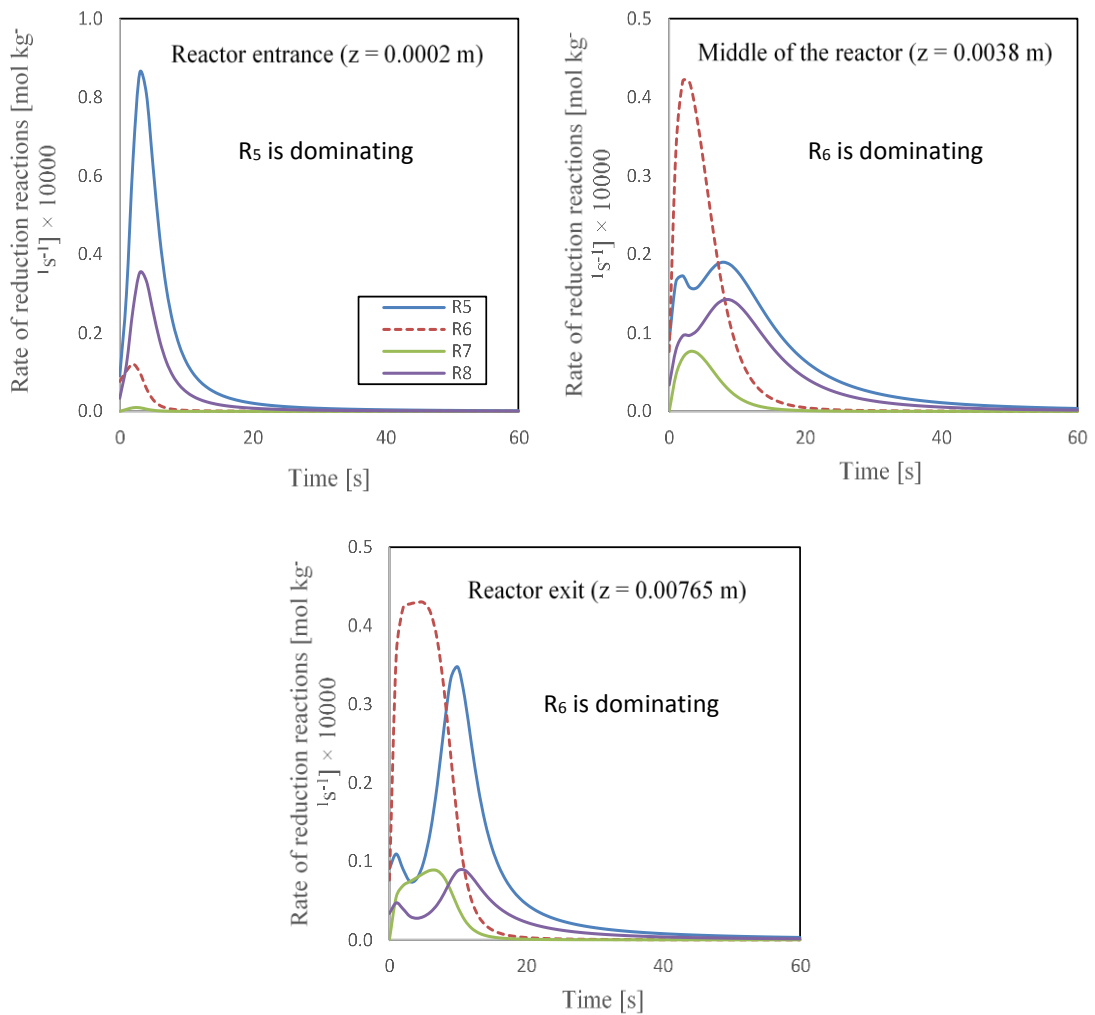 Rate of reduction reactions [mol kg-
1s-1] × 10000
1.0
0.8
0.6
0.4
0.2
0.0
Reactor entrance (z = 0.0002 m)
R5 is dominating
R5
R6
R7
R8
0 20 40 60
Time [s]
Rate of reduction reactions [mol kg-
1s-1] × 10000
0.5
0.4
0.3
0.2
0.1
0.0
Middle of the reactor (z = 0.0038 m)
R6 is dominating
0 20 40 60
Time [s]
Rate of reduction reactions [mol kg-
1s-1] × 10000
0.5
0.4
0.3
0.2
0.1
0.0
Reactor exit (z = 0.00765 m)
R6 is dominating
0 20 40 60
Time [s]